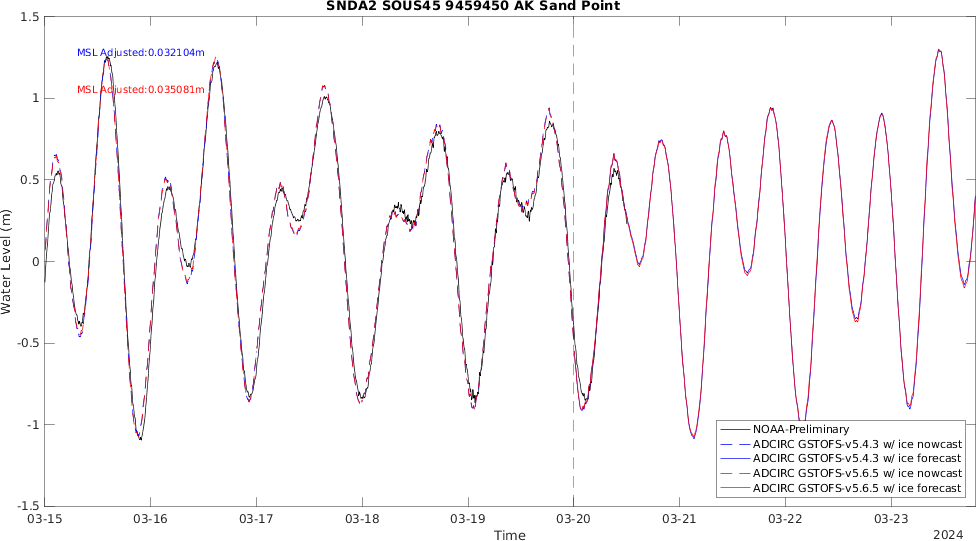 SNDA2 SOUS45 9459450 AK Sand Point
1.5
MSL Adjusted:0.032104m
1
MSL Adjusted:0.035081m
0.5
Water Level (m)
0
-0.5
-1
NOAA-Preliminary
ADCIRC GSTOFS-v5.4.3 w/ ice nowcast
ADCIRC GSTOFS-v5.4.3 w/ ice forecast
ADCIRC GSTOFS-v5.6.5 w/ ice nowcast
ADCIRC GSTOFS-v5.6.5 w/ ice forecast
-1.5
03-15 03-16 03-17 03-18 03-19 03-20 03-21 03-22 03-23
Time
2024